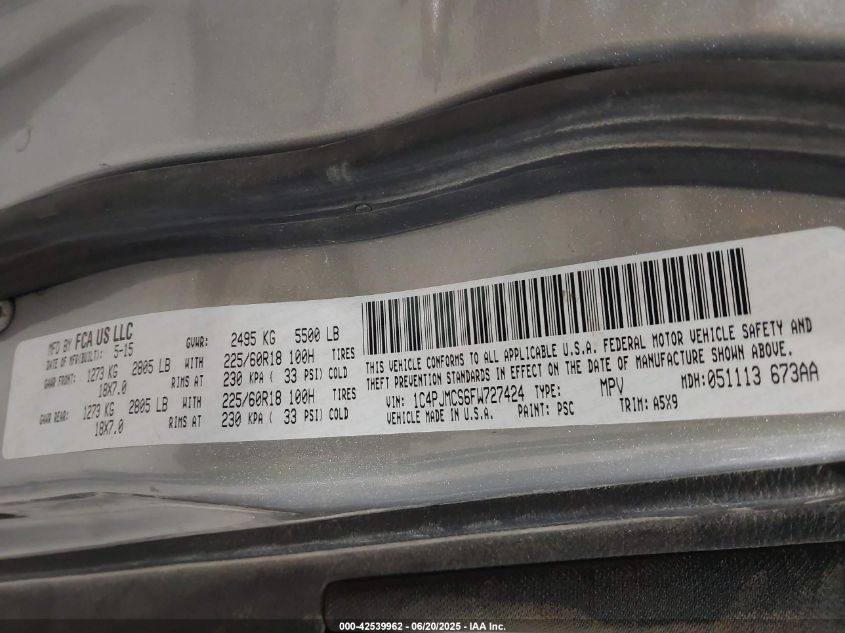 MFD BY FCA US LLC
DATE OF MFR(BUILT): 5-15
GVWR: 2495 KG 5500 LB
GAWR FRONT: 1273 KG 2805 LB WITH 225/60R18 100H TIRES
18X7.0 RIMS AT 230 KPA ( 33 PSI) COLD
GAWR REAR: 1273 KG 2805 LB WITH 225/60R18 100H TIRES
18X7.0 RIMS AT 230 KPA ( 33 PSI) COLD
THIS VEHICLE CONFORMS TO ALL APPLICABLE U.S.A. FEDERAL MOTOR VEHICLE SAFETY AND
THEFT PREVENTION STANDARDS IN EFFECT ON THE DATE OF MANUFACTURE SHOWN ABOVE.
VIN: 1C4PJMCS6FW727424 TYPE: MPV MDH: 051113 673AA
VEHICLE MADE IN U.S.A. PAINT: PSC TRIM: A5X9
000-42539962 - 06/20/2025 - IAA Inc.